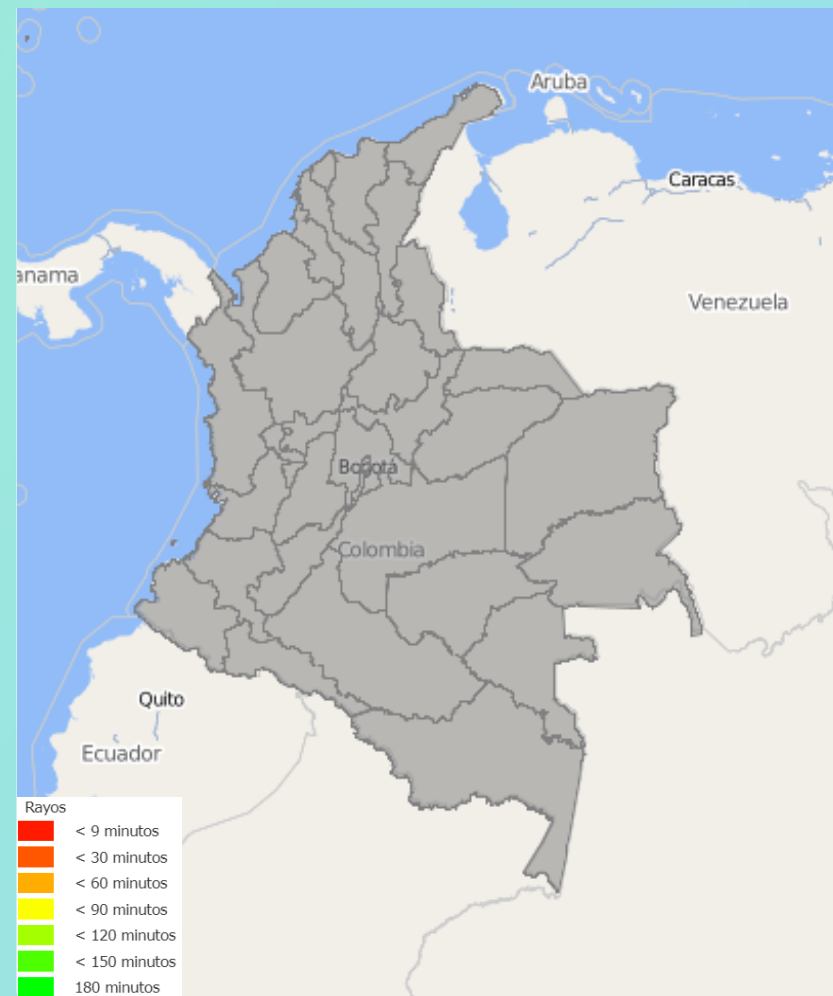 Aruba
Caracas
anama
Venezuela
Bogotá
Colombia
Quito
Ecuador
Rayos
< 9 minutos
< 30 minutos
< 60 minutos
< 90 minutos
< 120 minutos
< 150 minutos
180 minutos